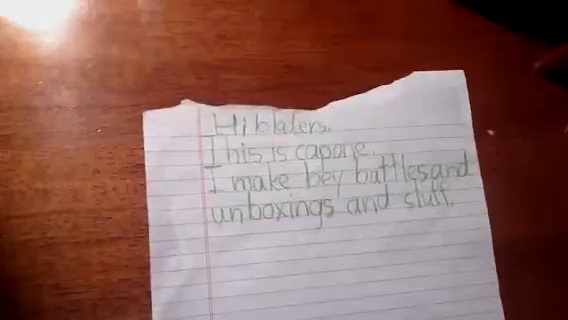 Hi bladers.
This is capone.
I make bey battles and
unboxings and stuff.